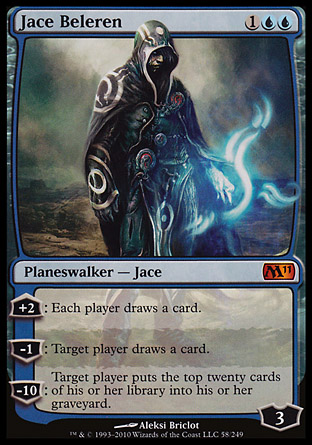 Jace Beleren 1
Planeswalker — Jace M11
+2: Each player draws a card.
-1: Target player draws a card.
-10: Target player puts the top twenty cards
of his or her library into his or her
graveyard.
Aleksi Briclot
™ & © 1993-2010 Wizards of the Coast LLC 58/249
3